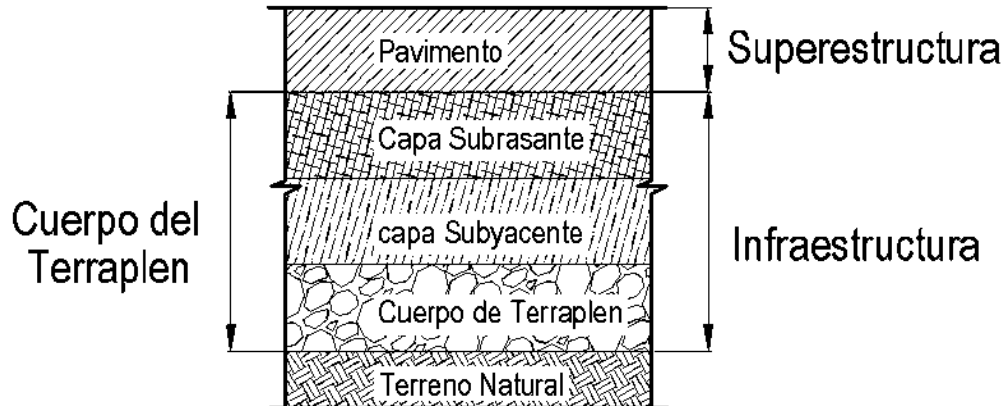 Pavimento
Superestructura
Capa Subrasante
capa Subyacente
Cuerpo del
Terraplen
Infraestructura
Cuerpo de Terraplen
Terreno Natural